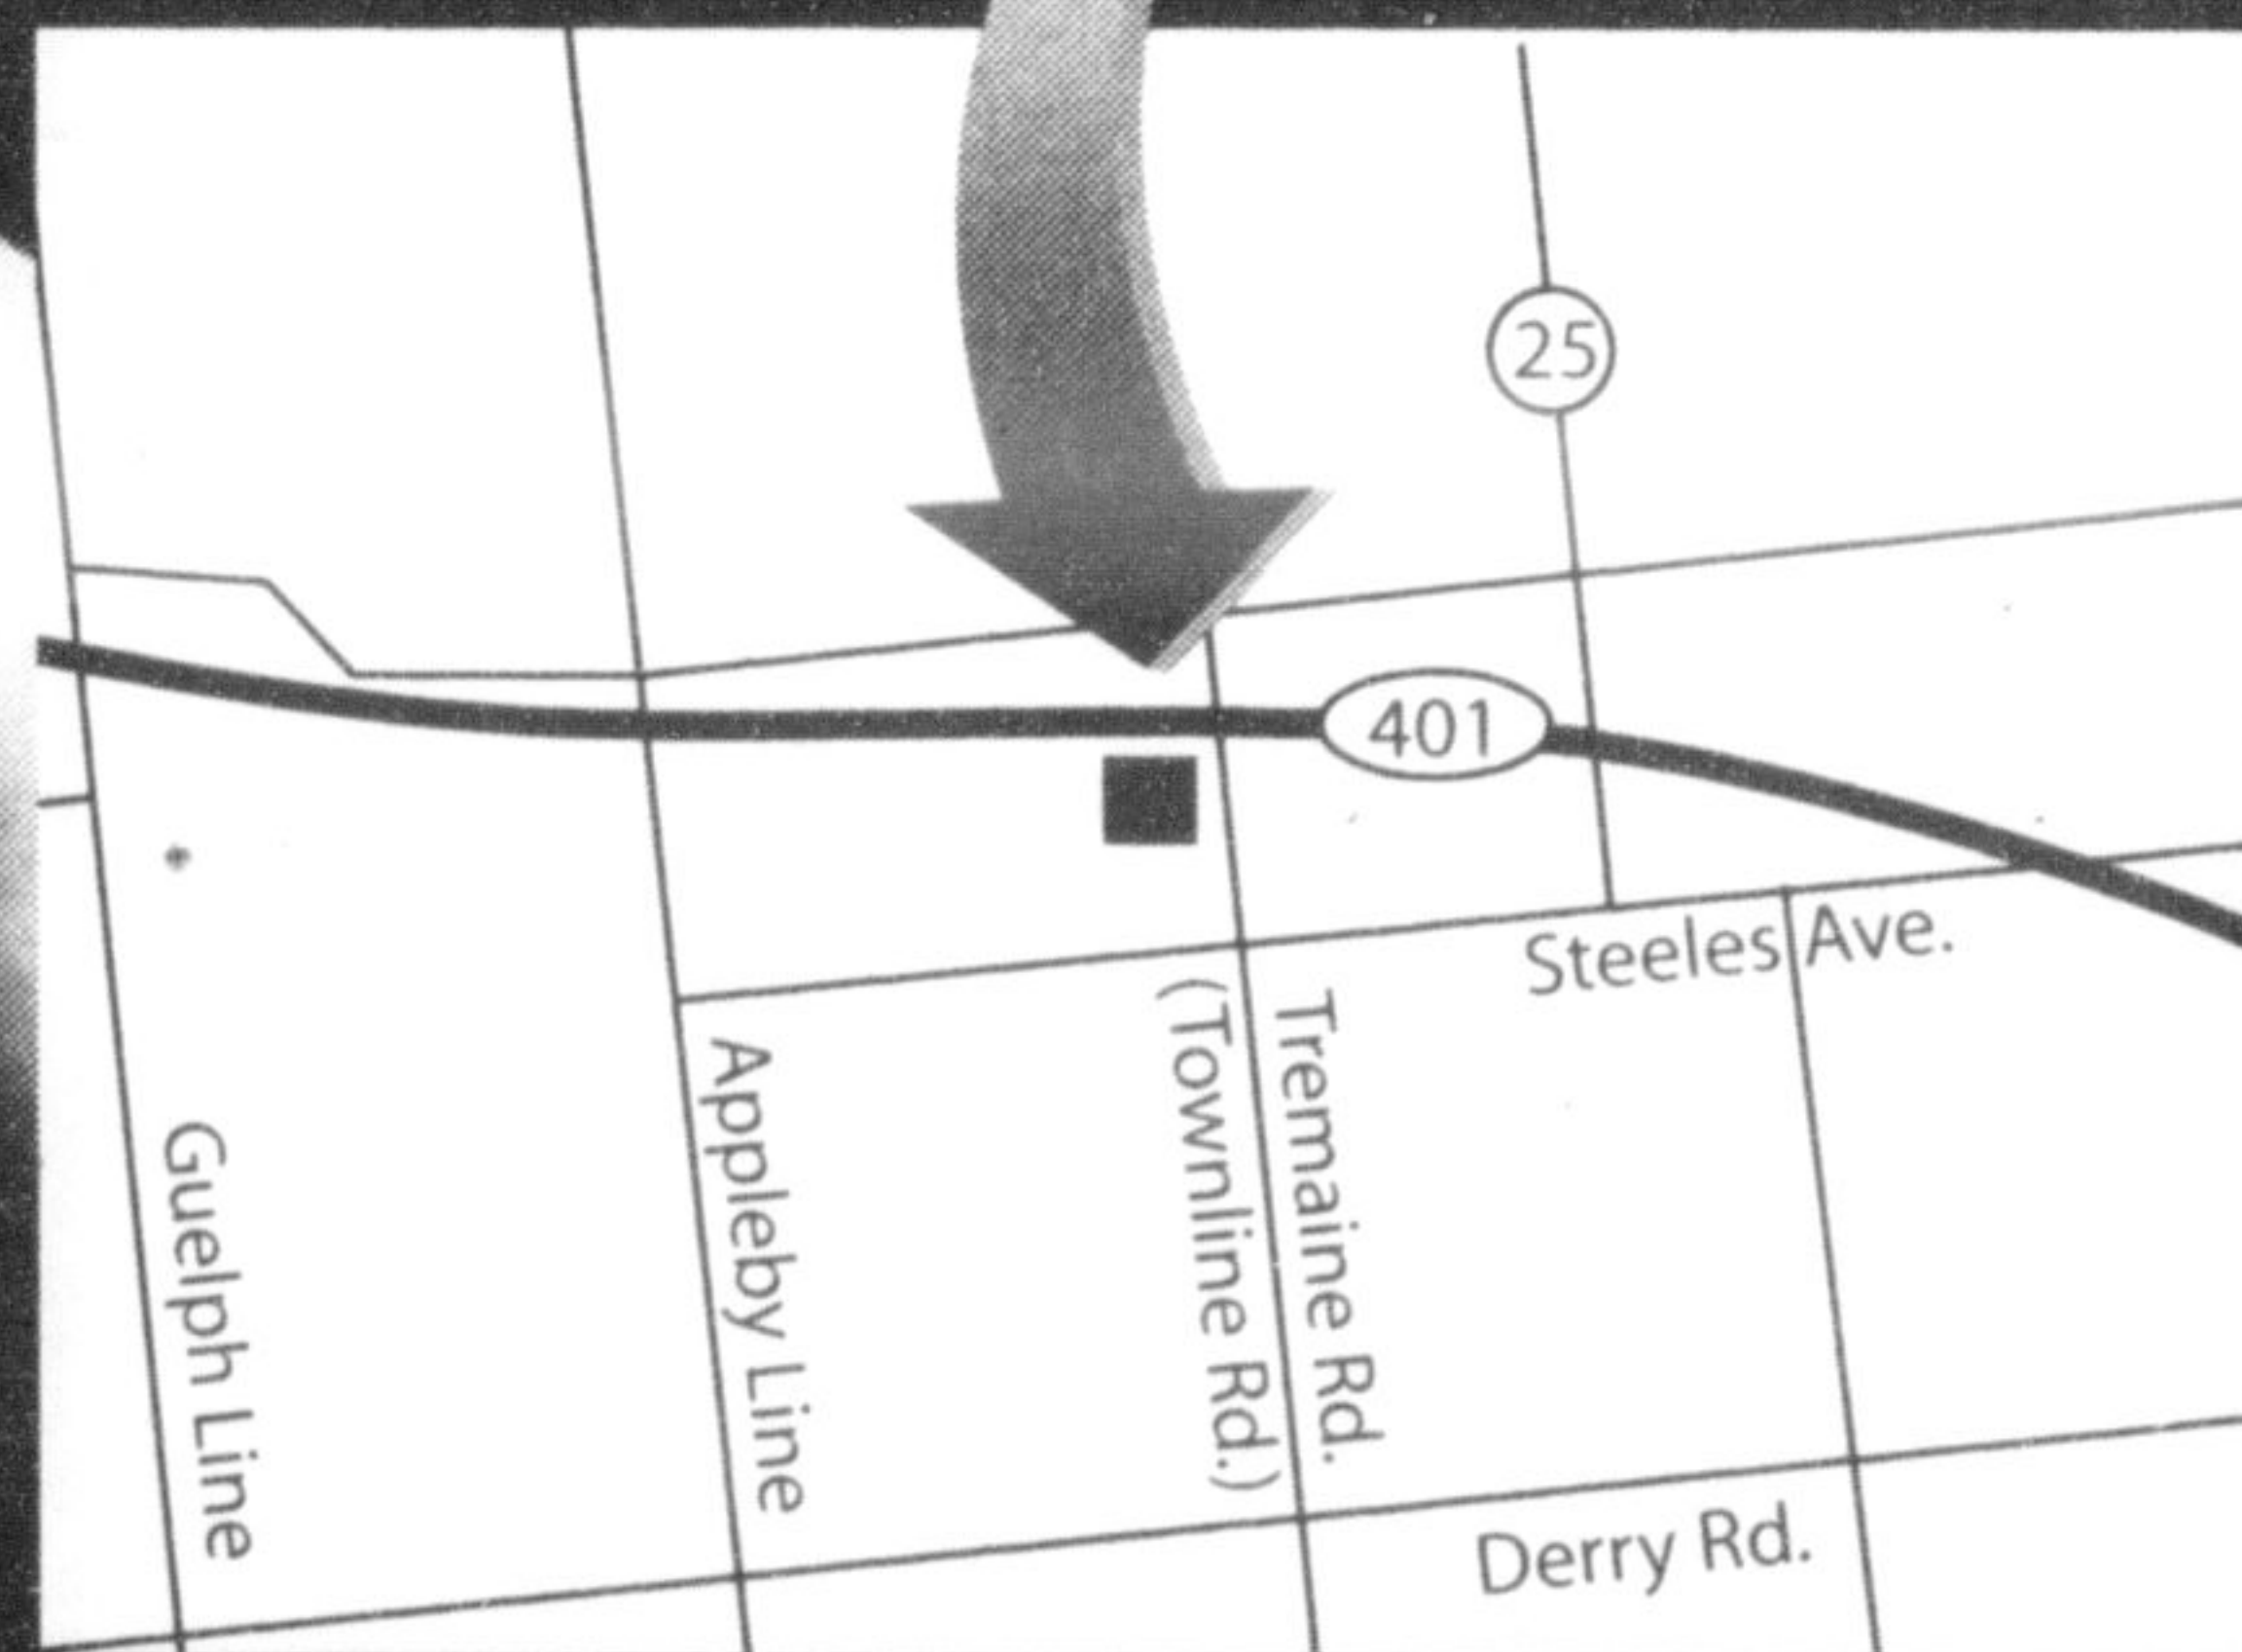 25
401
Steeles Ave.
(Townline Rd.)
Tremaine Rd.
Appleby Line
Guelph Line
Derry Rd.